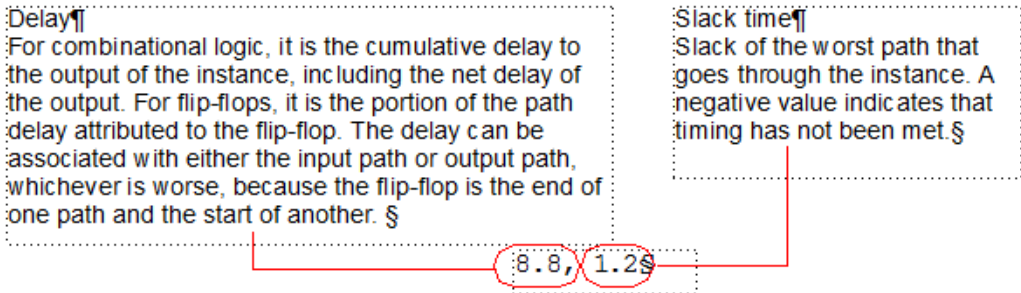 Delay¶
For combinational logic, it is the cumulative delay to
the output of the instance, including the net delay of
the output. For flip-flops, it is the portion of the path
delay attributed to the flip-flop. The delay can be
associated with either the input path or output path,
whichever is worse, because the flip-flop is the end of
one path and the start of another. §
Slack time¶
Slack of the worst path that
goes through the instance. A
negative value indicates that
timing has not been met.§
8.8, 1.2§